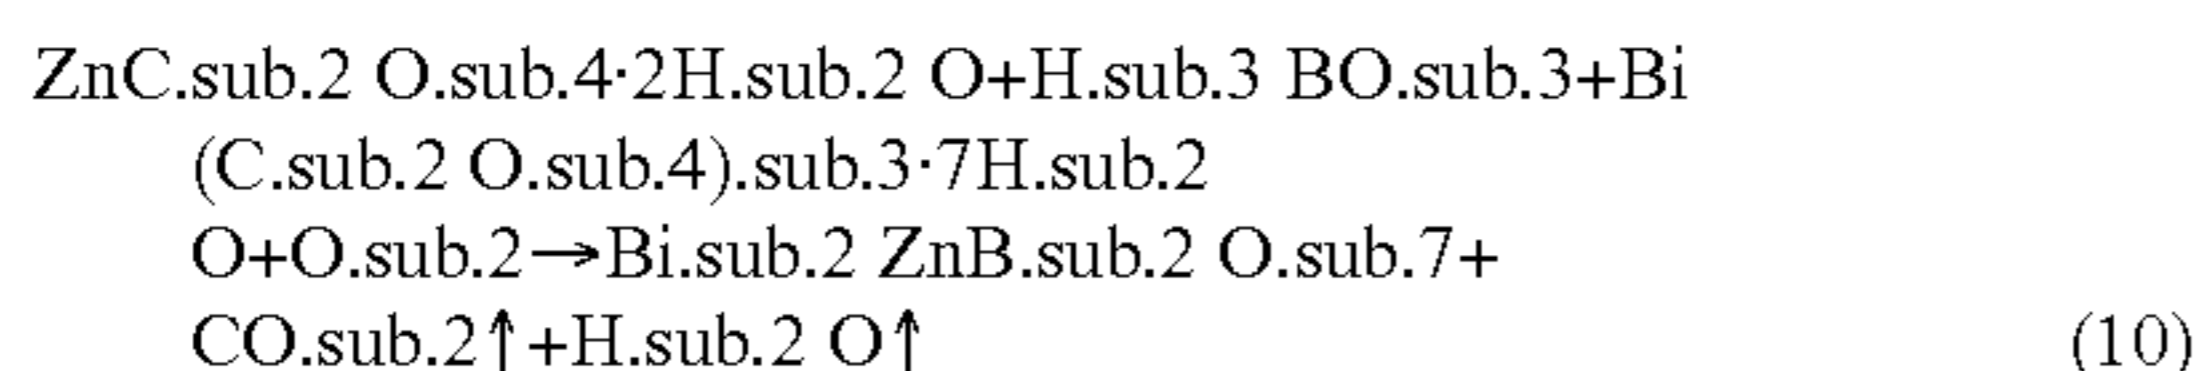 ZnC.sub.2 O.sub.4·2H.sub.2 O+H.sub.3 BO.sub.3+Bi
(C.sub.2 O.sub.4).sub.3·7H.sub.2
O+O.sub.2→Bi.sub.2 ZnB.sub.2 O.sub.7+
CO.sub.2↑+H.sub.2 O↑ (10)